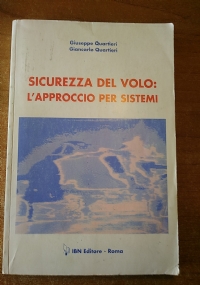 Giuseppe Quartieri
Giancarlo Quartieri
SICUREZZA DEL VOLO:
L'APPROCCIO PER SISTEMI
IBN Editore - Roma